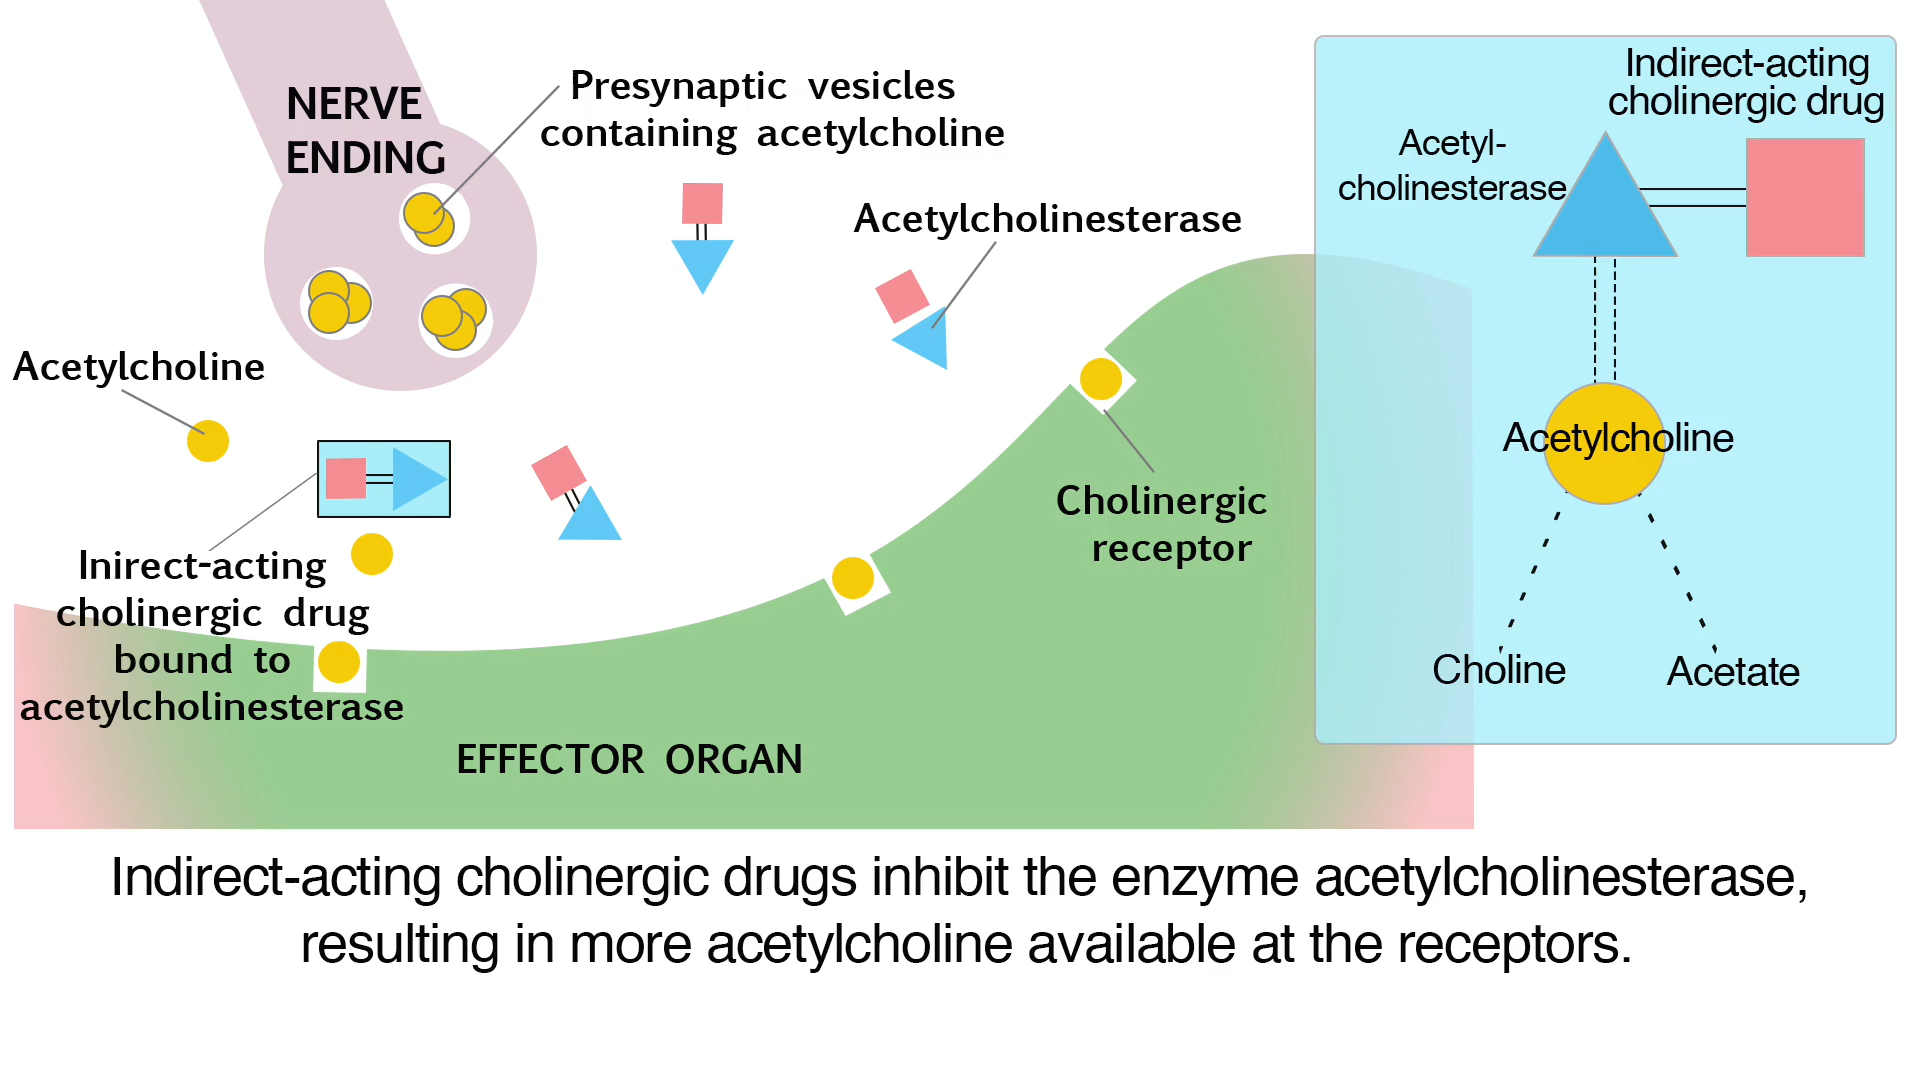 NERVE
ENDING
Presynaptic vesicles
containing acetylcholine
Acetylcholinesterase
Acetylcholine
Inirect-acting
cholinergic drug
bound to
acetylcholinesterase
Cholinergic
receptor
EFFECTOR ORGAN
Indirect-acting
cholinergic drug
Acetyl-
cholinesterase
Acetylcholine
Choline
Acetate
Indirect-acting cholinergic drugs inhibit the enzyme acetylcholinesterase,
resulting in more acetylcholine available at the receptors.